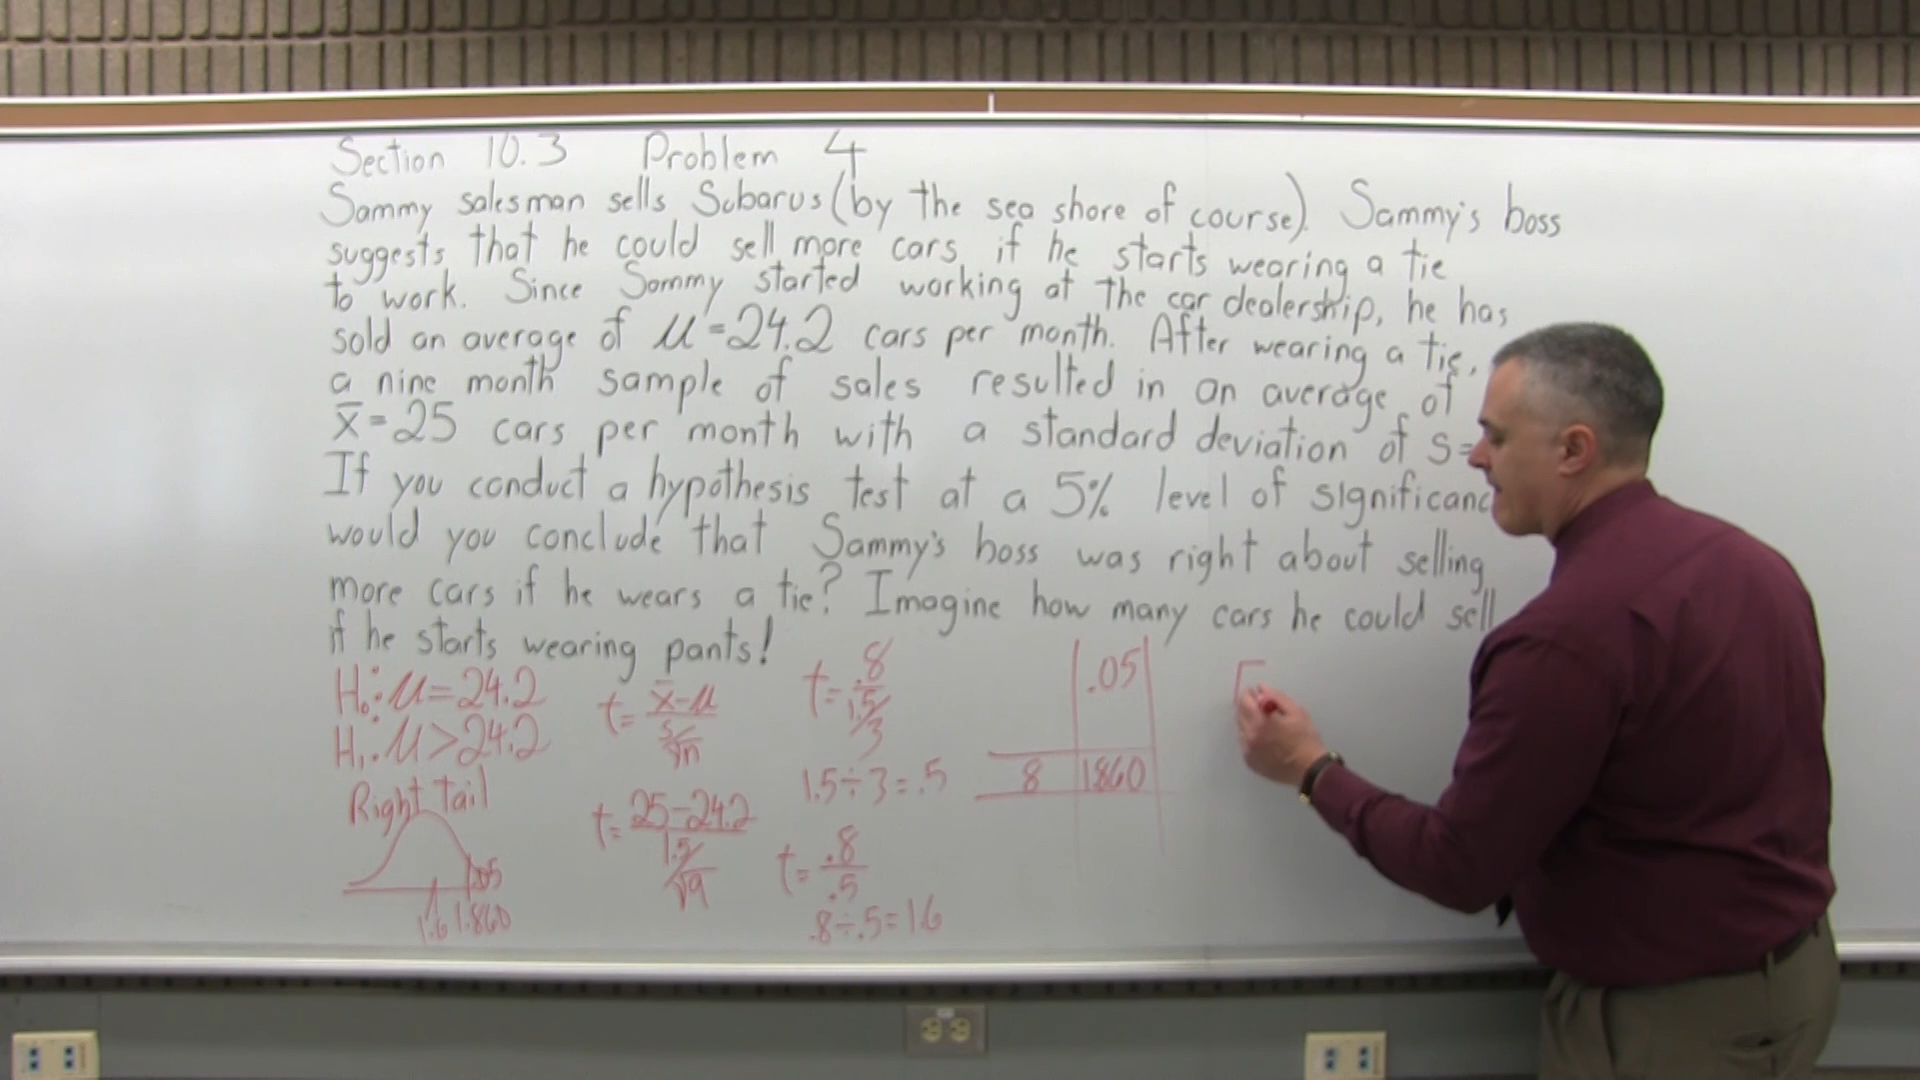 Section 10.3 Problem 4
Sammy salesman sells Subarus (by the sea shore of course). Sammy's boss
suggests that he could sell more cars if he starts wearing a tie
to work. Since Sammy started working at the car dealership, he has
sold an average of μ=24.2 cars per month. After wearing a tie,
a nine month sample of sales resulted in an average of
x̄=25 cars per month with a standard deviation of s=
If you conduct a hypothesis test at a 5% level of significanc
would you conclude that Sammy's boss was right about selling
more cars if he wears a tie? Imagine how many cars he could sell
if he starts wearing pants!
H₀: μ=24.2
H₁: μ>24.2
Right tail
.05
1.6 1.860
t= x̄-μ / s/√n
t= 25-24.2 / 1.5/√9
t= .8 / 1.5/3
1.5÷3=.5
t= .8 / .5
.8÷.5=1.6
.05
8 1.860